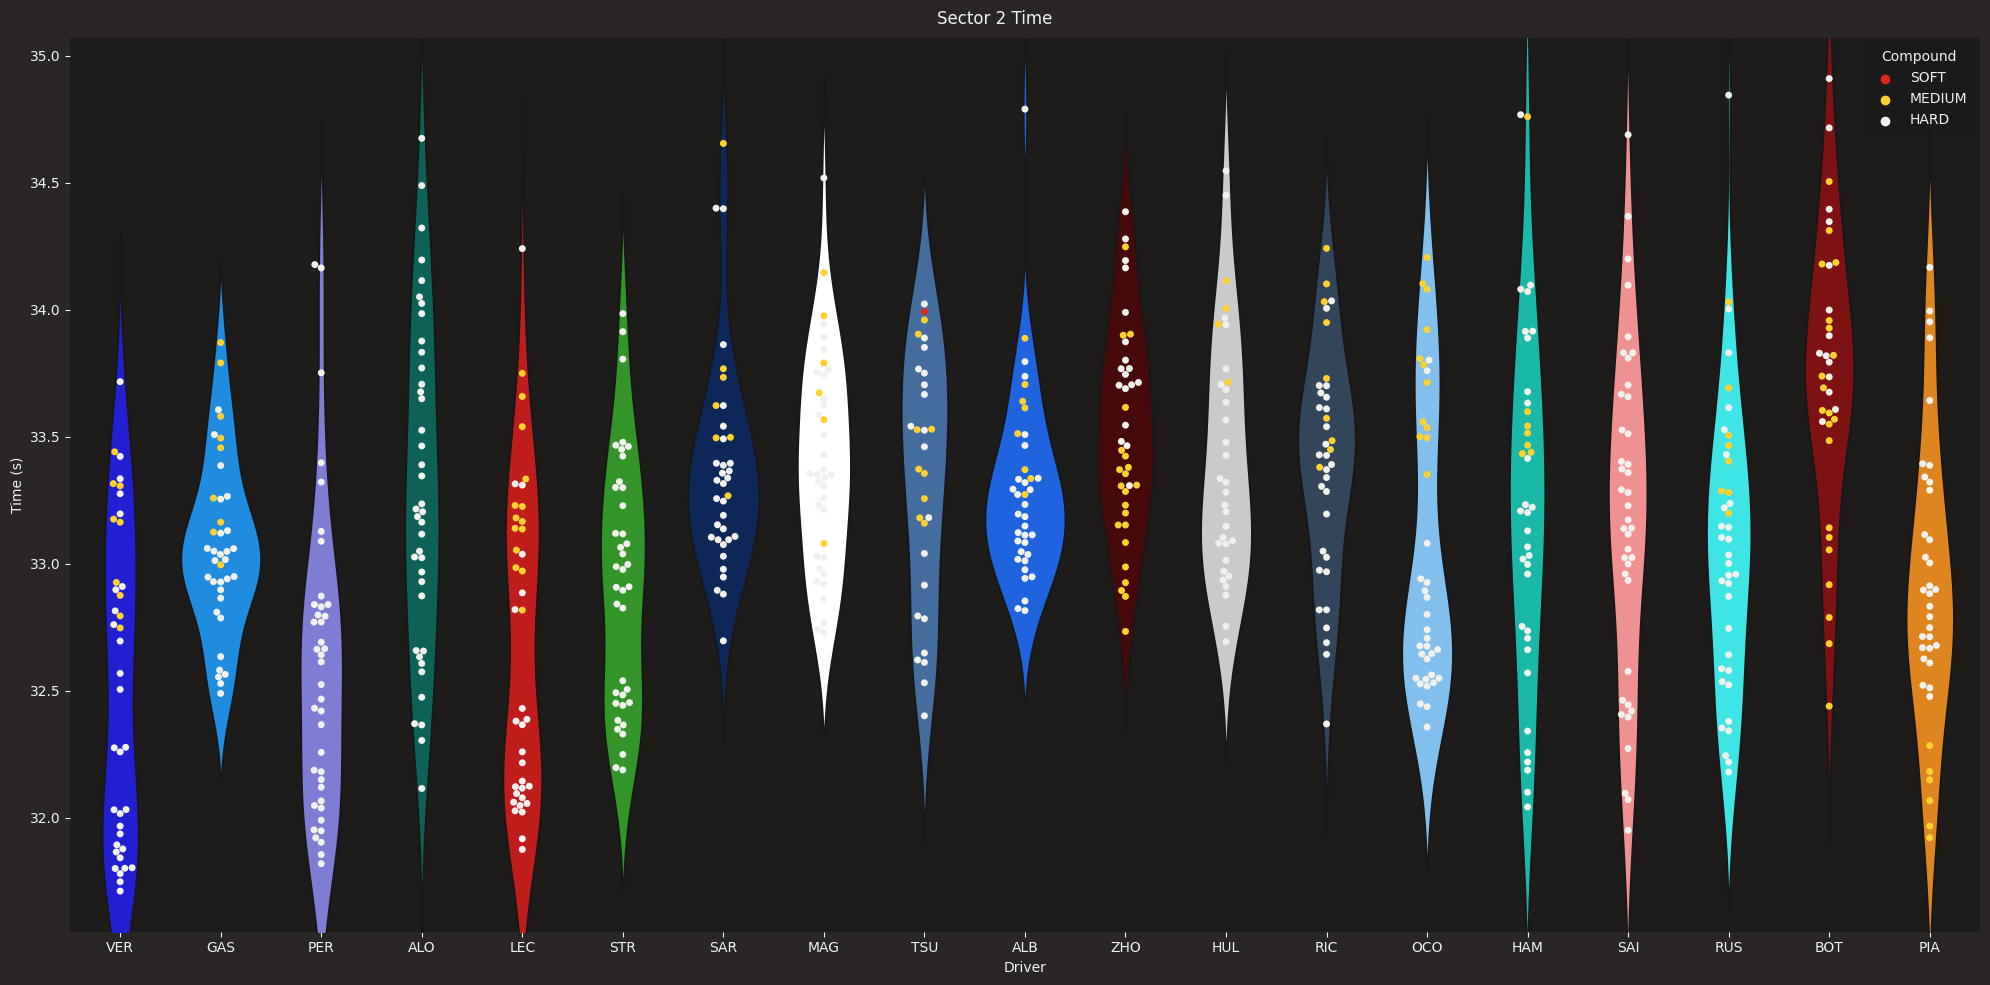 Sector 2 Time
Compound
SOFT
MEDIUM
HARD
Time (s)
35.0
34.5
34.0
33.5
33.0
32.5
32.0
VER GAS PER ALO LEC STR SAR MAG TSU ALB ZHO HUL RIC OCO HAM SAI RUS BOT PIA
Driver